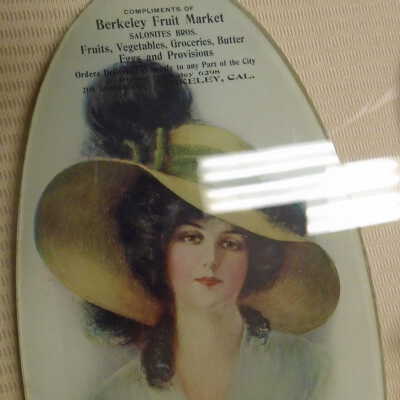 COMPLIMENTS OF
Berkeley Fruit Market
SALONITES BROS.
Fruits, Vegetables, Groceries, Butter
Eggs and Provisions
Orders to any Part of the City
6298
CAL.